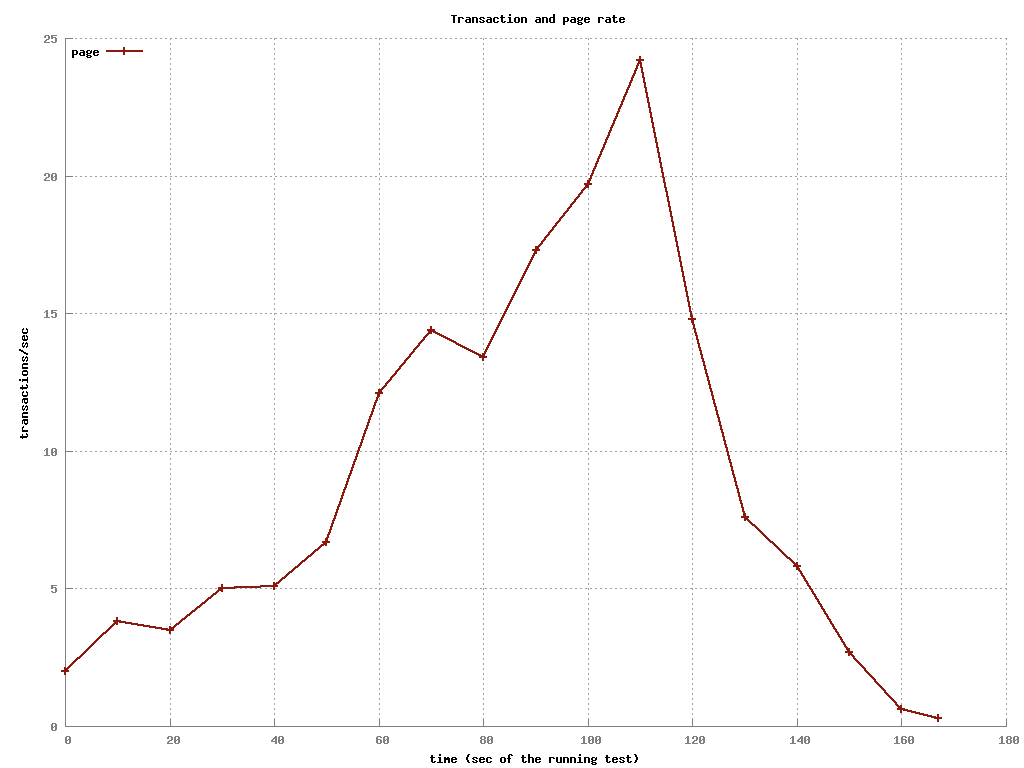 Transaction and page rate
page
25
20
15
10
5
0
transactions/sec
0 20 40 60 80 100 120 140 160 180
time (sec of the running test)